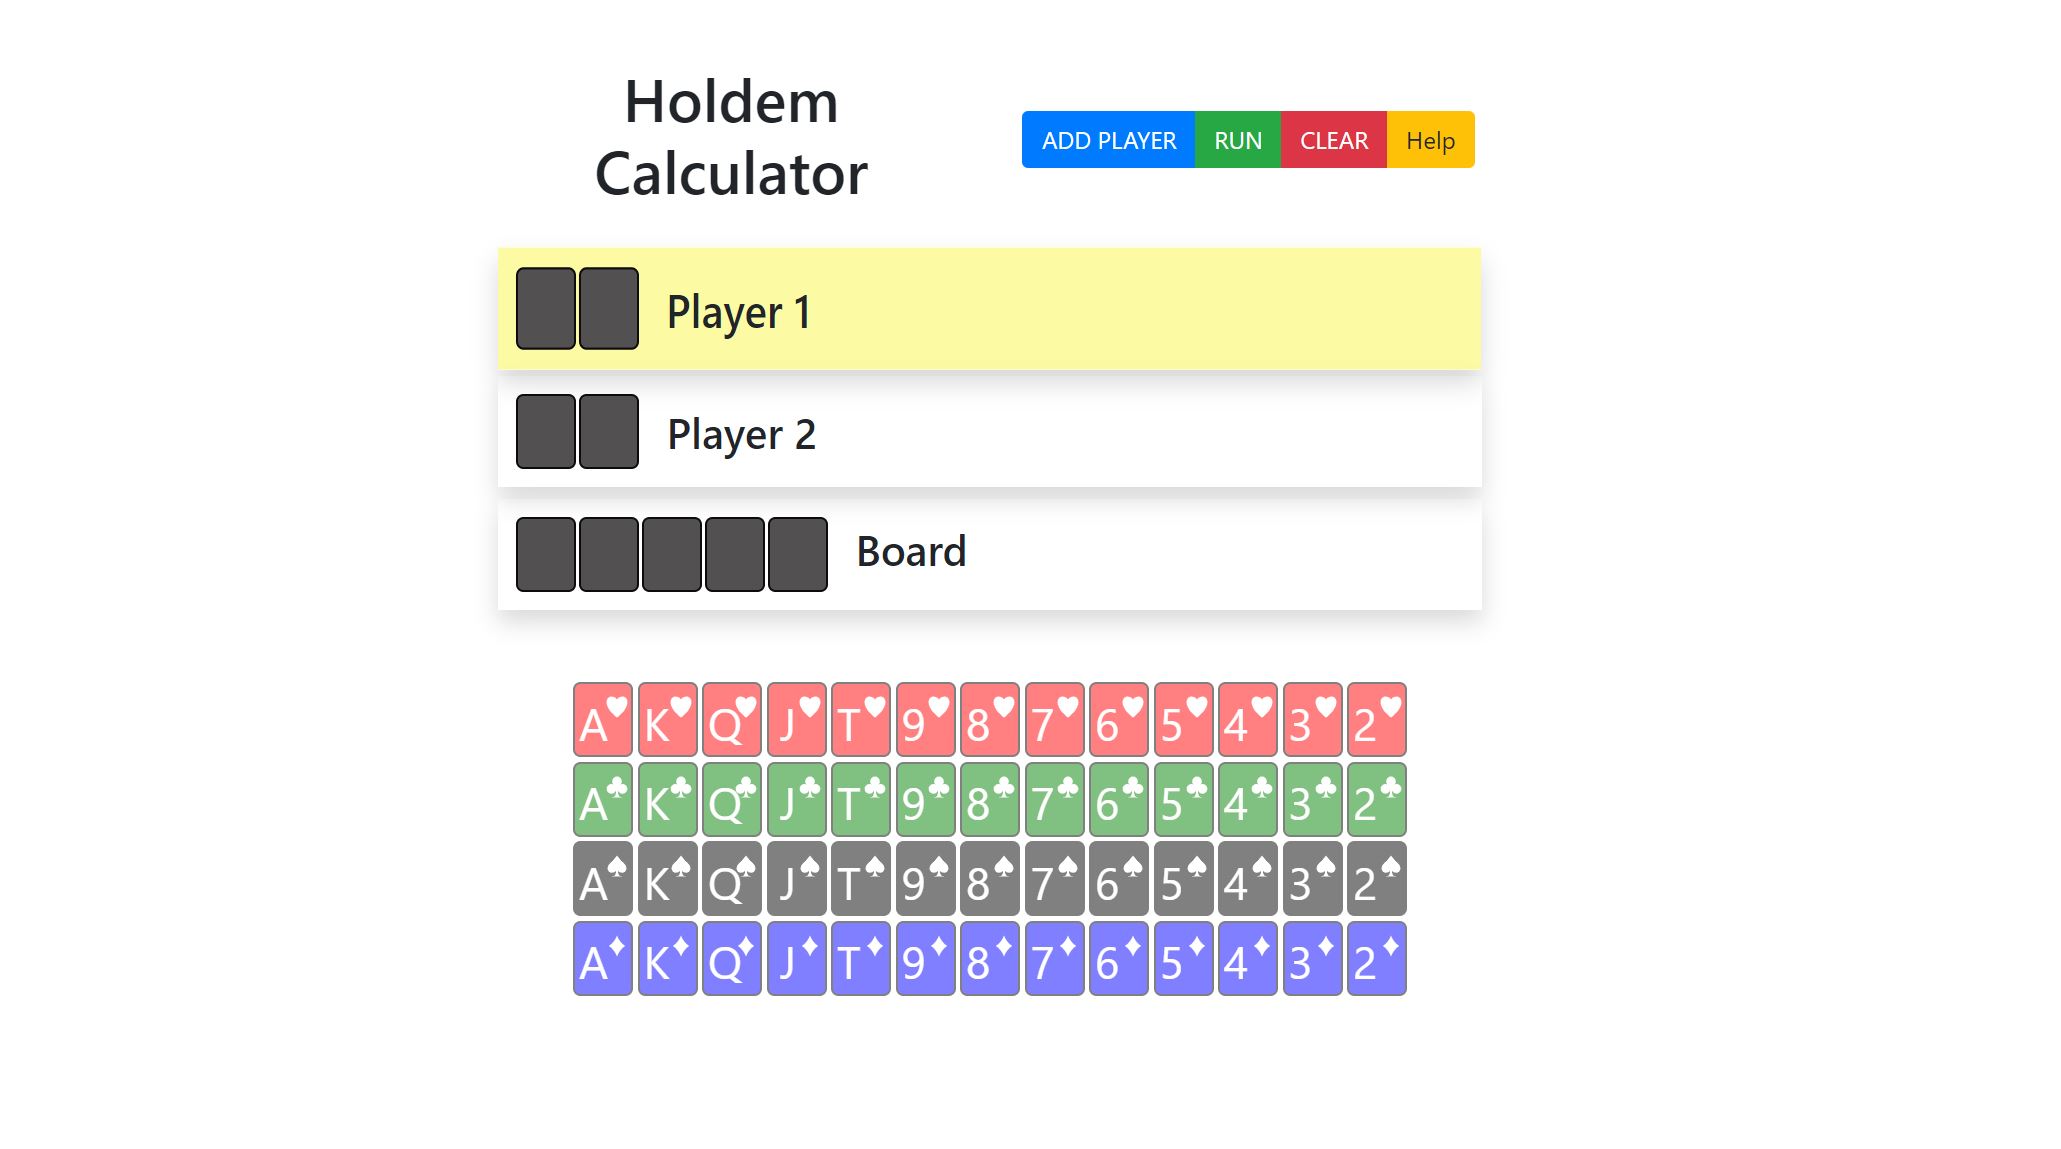 Holdem
Calculator
ADD PLAYER RUN CLEAR Help
Player 1
Player 2
Board
A♥ K♥ Q♥ J♥ T♥ 9♥ 8♥ 7♥ 6♥ 5♥ 4♥ 3♥ 2♥
A♣ K♣ Q♣ J♣ T♣ 9♣ 8♣ 7♣ 6♣ 5♣ 4♣ 3♣ 2♣
A♠ K♠ Q♠ J♠ T♠ 9♠ 8♠ 7♠ 6♠ 5♠ 4♠ 3♠ 2♠
A♦ K♦ Q♦ J♦ T♦ 9♦ 8♦ 7♦ 6♦ 5♦ 4♦ 3♦ 2♦